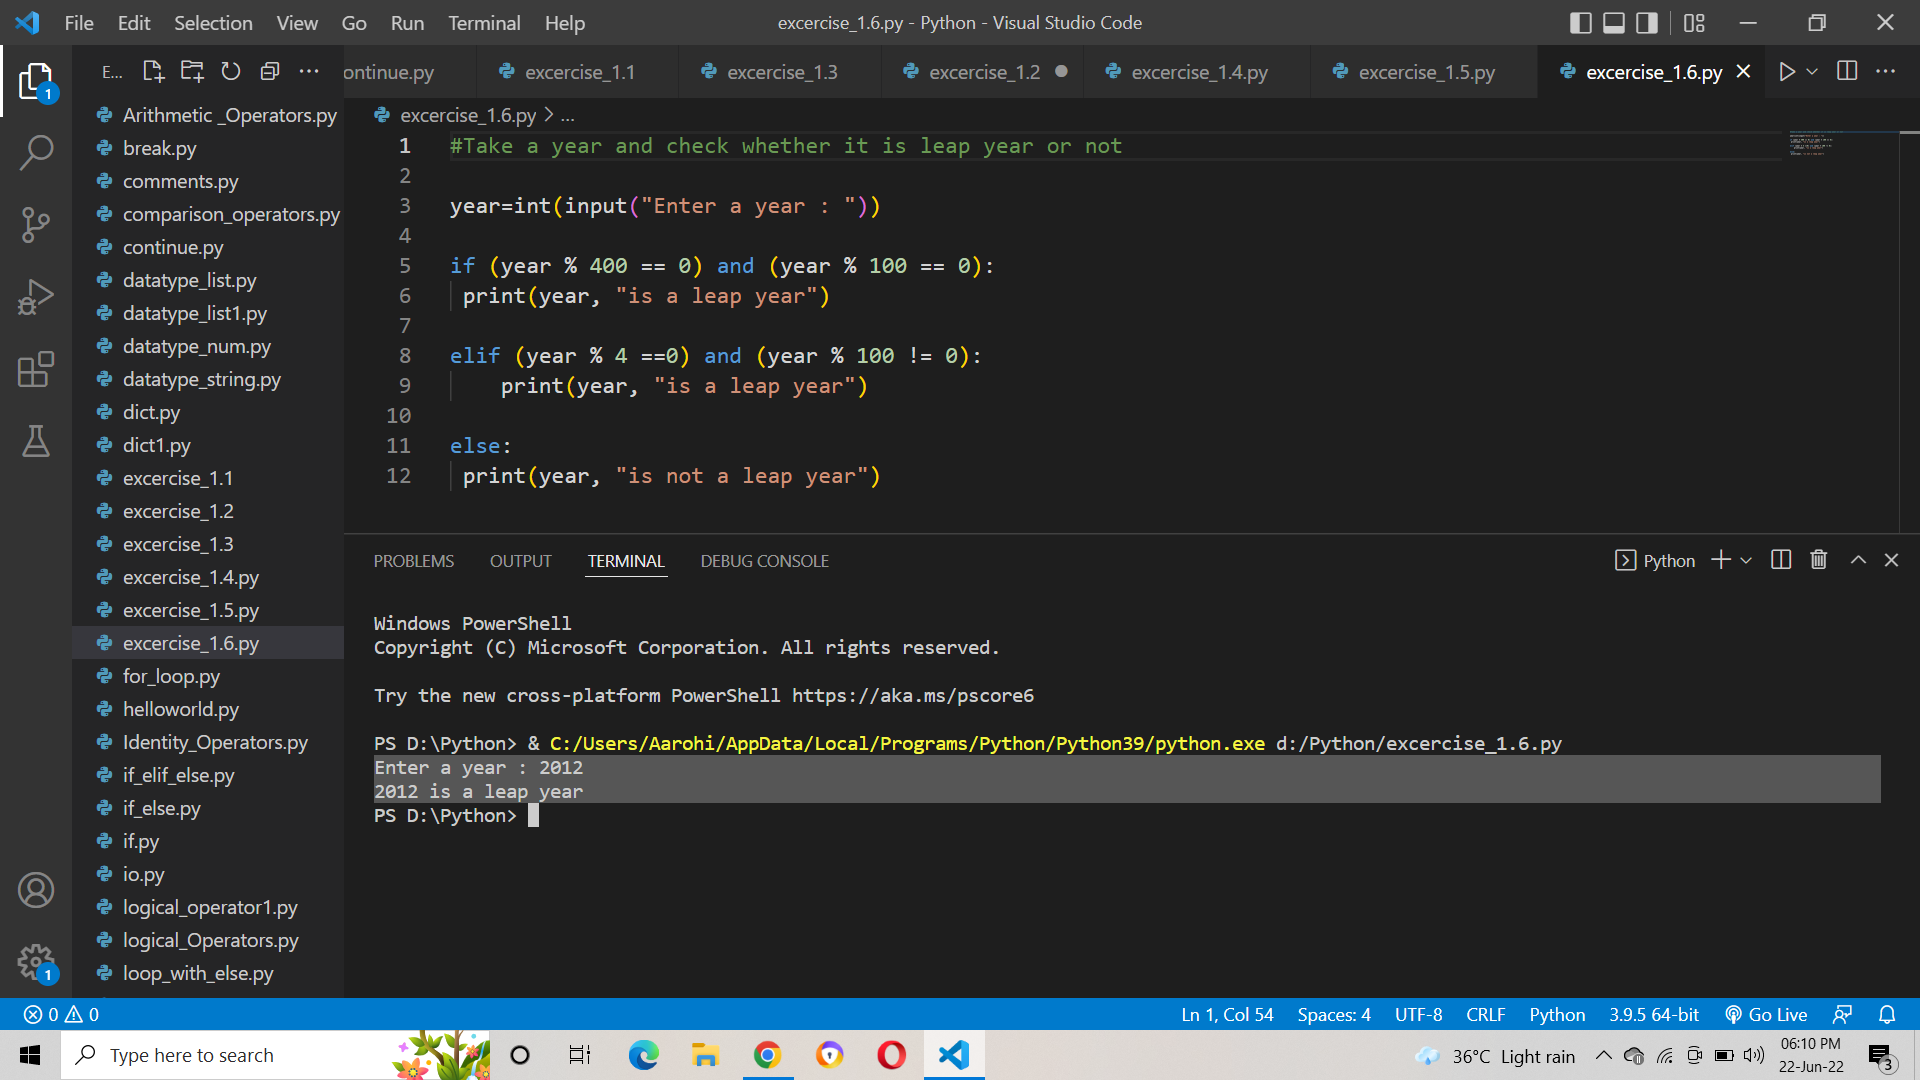 File Edit Selection View Go Run Terminal Help excercise_1.6.py - Python - Visual Studio Code
E... ontinue.py excercise_1.1 excercise_1.3 excercise_1.2 excercise_1.4.py excercise_1.5.py excercise_1.6.py
1
Arithmetic _Operators.py
break.py
comments.py
comparison_operators.py
continue.py
datatype_list.py
datatype_list1.py
datatype_num.py
datatype_string.py
dict.py
dict1.py
excercise_1.1
excercise_1.2
excercise_1.3
excercise_1.4.py
excercise_1.5.py
excercise_1.6.py
for_loop.py
helloworld.py
Identity_Operators.py
if_elif_else.py
if_else.py
if.py
io.py
logical_operator1.py
logical_Operators.py
loop_with_else.py
1
excercise_1.6.py > ...
1 #Take a year and check whether it is leap year or not
2
3 year=int(input("Enter a year : "))
4
5 if (year % 400 == 0) and (year % 100 == 0):
6 print(year, "is a leap year")
7
8 elif (year % 4 ==0) and (year % 100 != 0):
9 print(year, "is a leap year")
10
11 else:
12 print(year, "is not a leap year")
PROBLEMS OUTPUT TERMINAL DEBUG CONSOLE Python
Windows PowerShell
Copyright (C) Microsoft Corporation. All rights reserved.
Try the new cross-platform PowerShell https://aka.ms/pscore6
PS D:\Python> & C:/Users/Aarohi/AppData/Local/Programs/Python/Python39/python.exe d:/Python/excercise_1.6.py
Enter a year : 2012
2012 is a leap year
PS D:\Python>
0 0 Ln 1, Col 54 Spaces: 4 UTF-8 CRLF Python 3.9.5 64-bit Go Live
Type here to search 36°C Light rain 06:10 PM
22-Jun-22 3